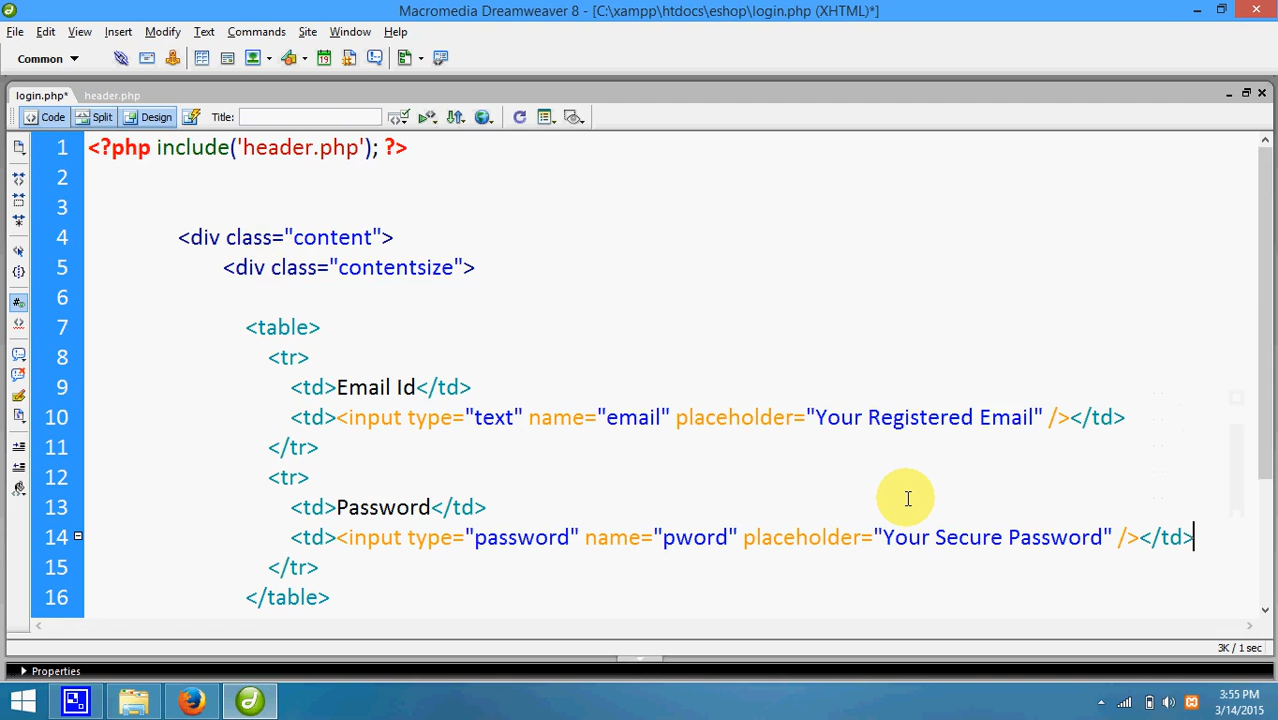 Macromedia Dreamweaver 8 - [C:\xampp\htdocs\eshop\login.php (XHTML)*]
File Edit View Insert Modify Text Commands Site Window Help
Common
login.php* header.php
Code Split Design Title:
1 <?php include('header.php'); ?>
2
3
4 <div class="content">
5 <div class="contentsize">
6
7 <table>
8 <tr>
9 <td>Email Id</td>
10 <td><input type="text" name="email" placeholder="Your Registered Email" /></td>
11 </tr>
12 <tr>
13 <td>Password</td>
14 <td><input type="password" name="pword" placeholder="Your Secure Password" /></td>
15 </tr>
16 </table>
3K / 1 sec
Properties
3:55 PM
3/14/2015